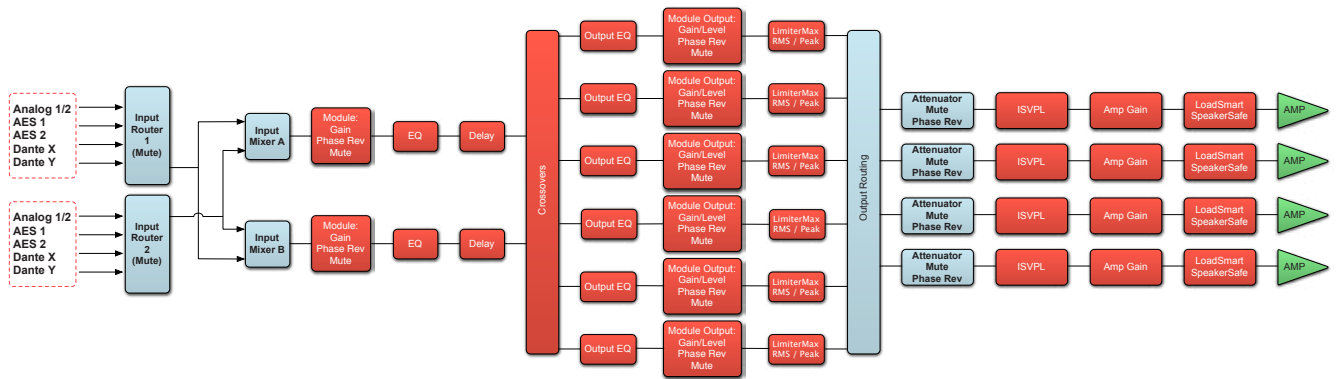 Analog 1/2
AES 1
AES 2
Dante X
Dante Y
Input
Router
1
(Mute)
Analog 1/2
AES 1
AES 2
Dante X
Dante Y
Input
Router
2
(Mute)
Input
Mixer A
Module:
Gain
Phase Rev
Mute
EQ
Delay
Input
Mixer B
Module:
Gain
Phase Rev
Mute
EQ
Delay
Crossovers
Output EQ
Module Output:
Gain/Level
Phase Rev
Mute
LimiterMax
RMS / Peak
Output EQ
Module Output:
Gain/Level
Phase Rev
Mute
LimiterMax
RMS / Peak
Output EQ
Module Output:
Gain/Level
Phase Rev
Mute
LimiterMax
RMS / Peak
Output EQ
Module Output:
Gain/Level
Phase Rev
Mute
LimiterMax
RMS / Peak
Output EQ
Module Output:
Gain/Level
Phase Rev
Mute
LimiterMax
RMS / Peak
Output EQ
Module Output:
Gain/Level
Phase Rev
Mute
LimiterMax
RMS / Peak
Output Routing
Attenuator
Mute
Phase Rev
ISVPL
Amp Gain
LoadSmart
SpeakerSafe
AMP
Attenuator
Mute
Phase Rev
ISVPL
Amp Gain
LoadSmart
SpeakerSafe
AMP
Attenuator
Mute
Phase Rev
ISVPL
Amp Gain
LoadSmart
SpeakerSafe
AMP
Attenuator
Mute
Phase Rev
ISVPL
Amp Gain
LoadSmart
SpeakerSafe
AMP